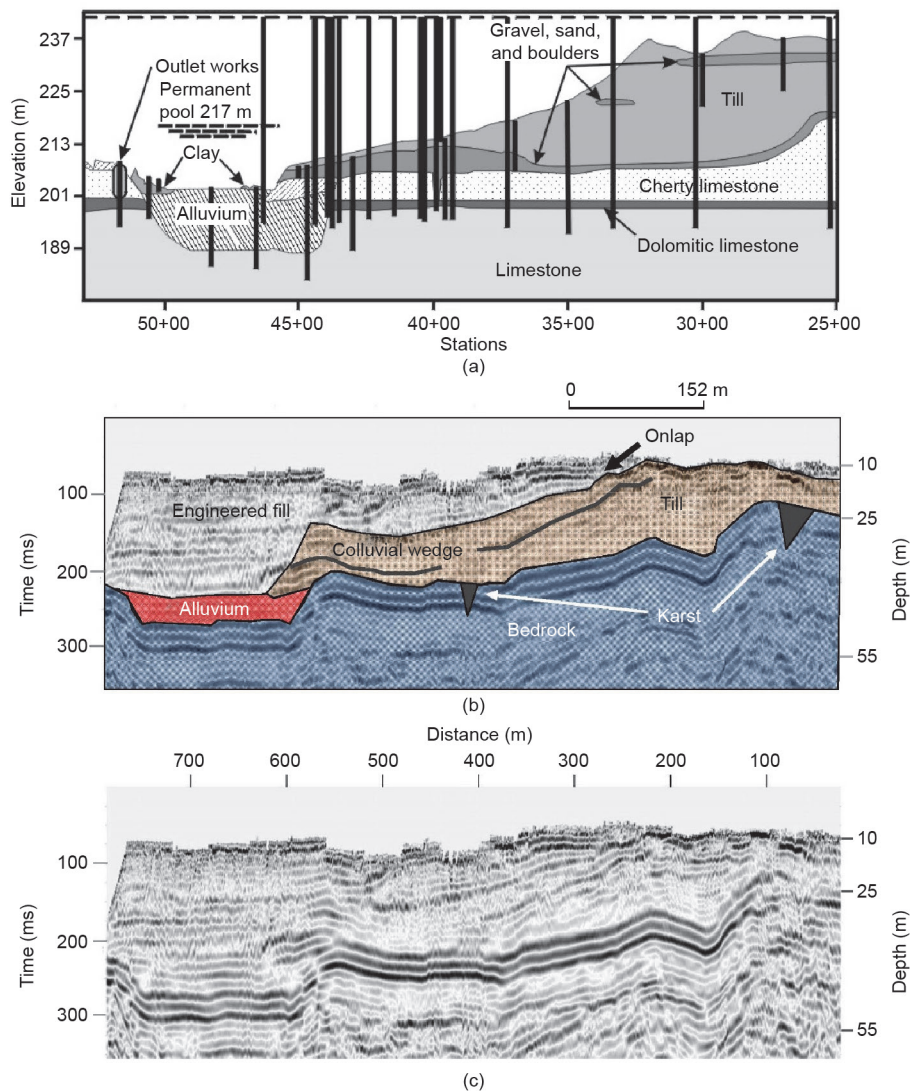 237
225
213
201
189
Elevation (m)
Outlet works
Permanent
pool 217 m
Clay
Alluvium
Gravel, sand,
and boulders
Till
Cherty limestone
Dolomitic limestone
Limestone
50+00 45+00 40+00 35+00 30+00 25+00
Stations
(a)
0 152 m
Onlap
100
200
300
Time (ms)
Engineered fill
Colluvial wedge
Till
Alluvium
Karst
Bedrock
10
25
55
Depth (m)
(b)
Distance (m)
700 600 500 400 300 200 100
100
200
300
Time (ms)
10
25
55
Depth (m)
(c)